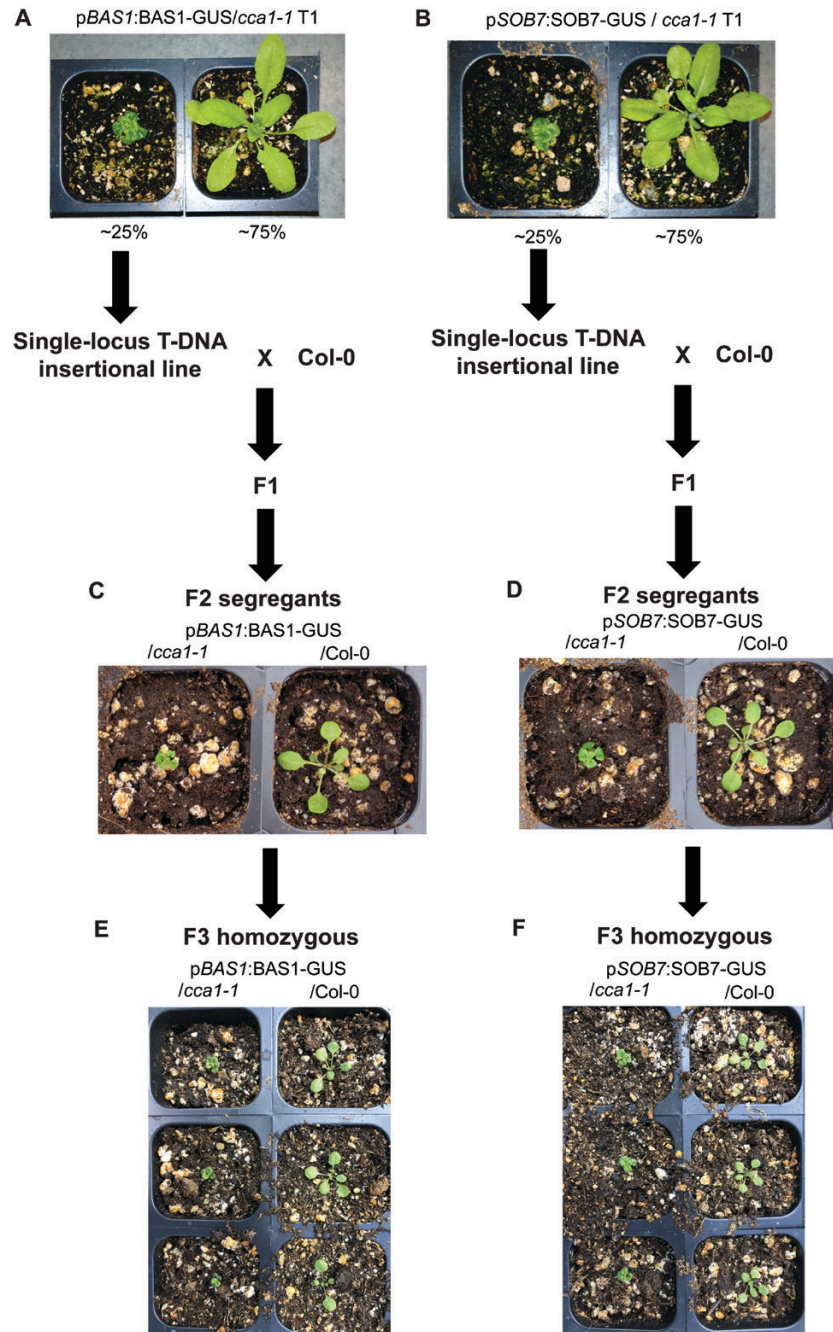 A
pBAS1:BAS1-GUS/cca1-1 T1
~25%
~75%
Single-locus T-DNA
insertional line
X
Col-0
F1
C
F2 segregants
pBAS1:BAS1-GUS
/cca1-1
/Col-0
E
F3 homozygous
pBAS1:BAS1-GUS
/cca1-1
/Col-0
B
pSOB7:SOB7-GUS / cca1-1 T1
~25%
~75%
Single-locus T-DNA
insertional line
X
Col-0
F1
D
F2 segregants
pSOB7:SOB7-GUS
/cca1-1
/Col-0
F
F3 homozygous
pSOB7:SOB7-GUS
/cca1-1
/Col-0